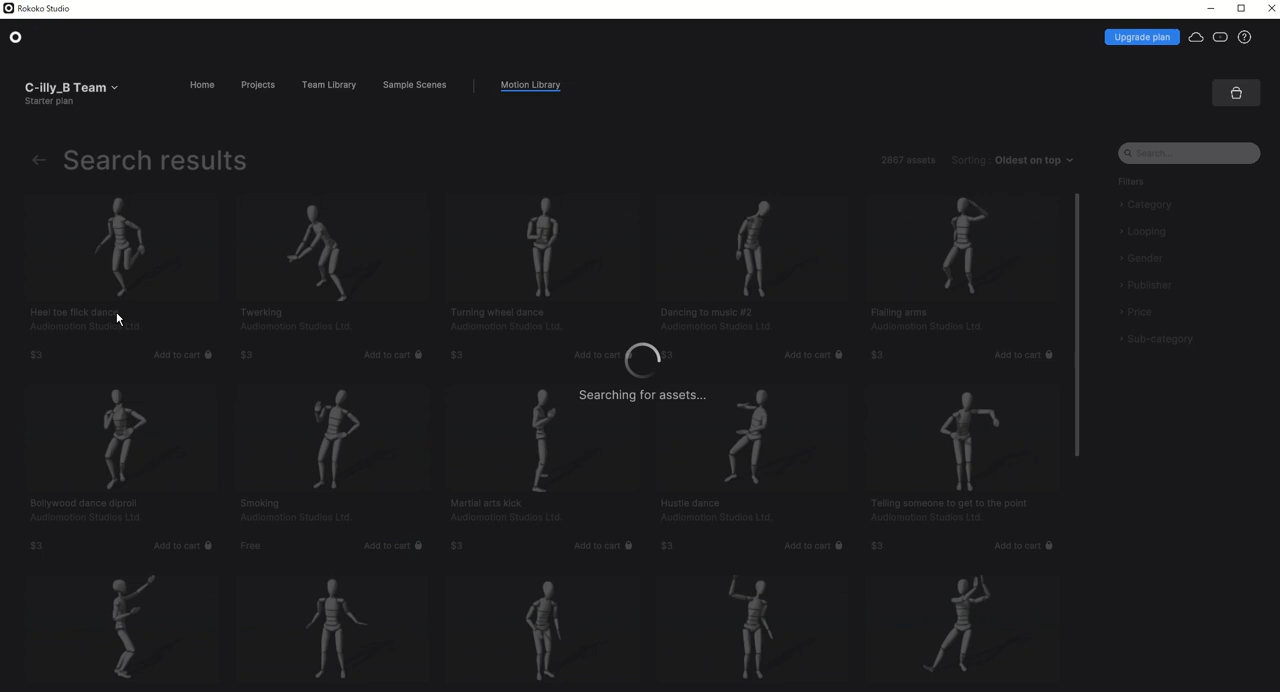 Rokoko Studio
Upgrade plan
C-illy_B Team
Starter plan
Home
Projects
Team Library
Sample Scenes
Motion Library
Search results
2867 assets
Sorting : Oldest on top
Search...
Filters
Category
Looping
Gender
Publisher
Price
Sub-category
Heel toe flick dance
Audiomotion Studios Ltd.
$3
Add to cart
Twerking
Audiomotion Studios Ltd.
$3
Add to cart
Turning wheel dance
Audiomotion Studios Ltd.
$3
Add to cart
Dancing to music #2
Audiomotion Studios Ltd.
$3
Add to cart
Flailing arms
Audiomotion Studios Ltd.
$3
Add to cart
Searching for assets...
Bollywood dance diproll
Audiomotion Studios Ltd.
$3
Add to cart
Smoking
Audiomotion Studios Ltd.
Free
Add to cart
Martial arts kick
Audiomotion Studios Ltd.
$3
Add to cart
Hustle dance
Audiomotion Studios Ltd.
$3
Add to cart
Telling someone to get to the point
Audiomotion Studios Ltd.
$3
Add to cart